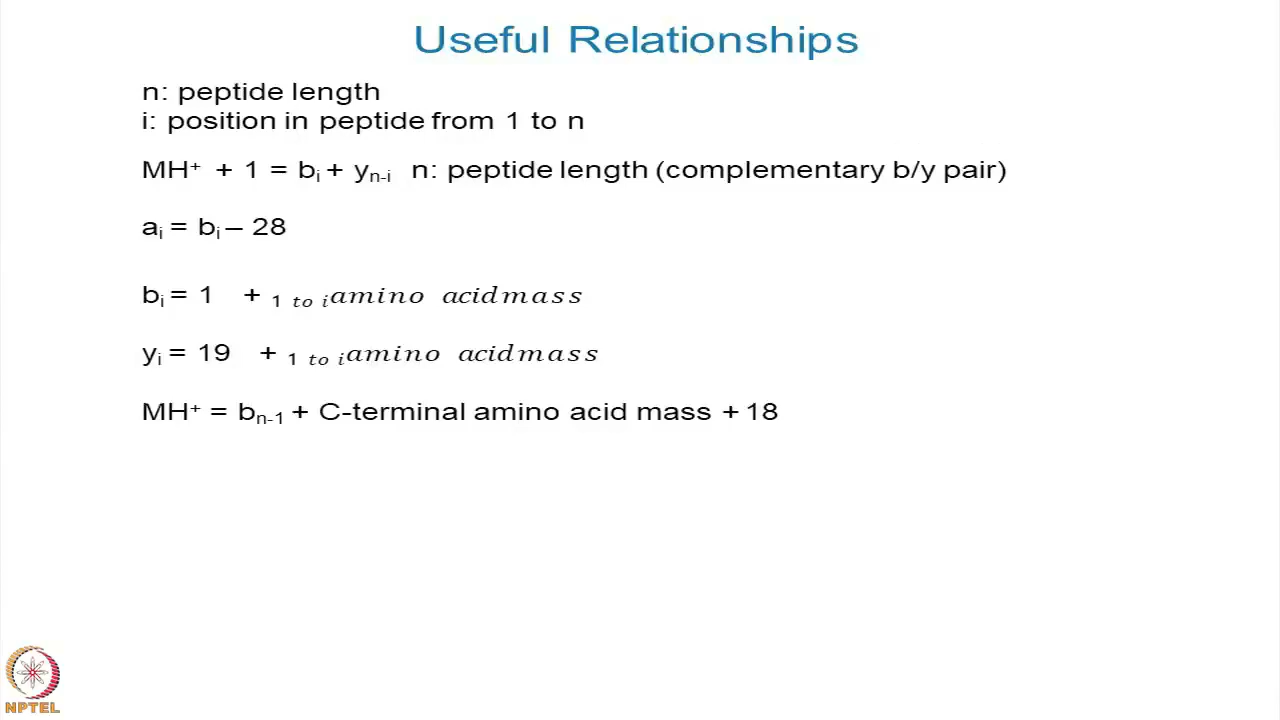 Useful Relationships
n: peptide length
i: position in peptide from 1 to n
MH⁺ + 1 = bᵢ + yₙ₋ᵢ n: peptide length (complementary b/y pair)
aᵢ = bᵢ – 28
bᵢ = 1 + ₁ ₜₒ ᵢ amino acid mass
yᵢ = 19 + ₁ ₜₒ ᵢ amino acid mass
MH⁺ = bₙ₋₁ + C-terminal amino acid mass + 18
NPTEL